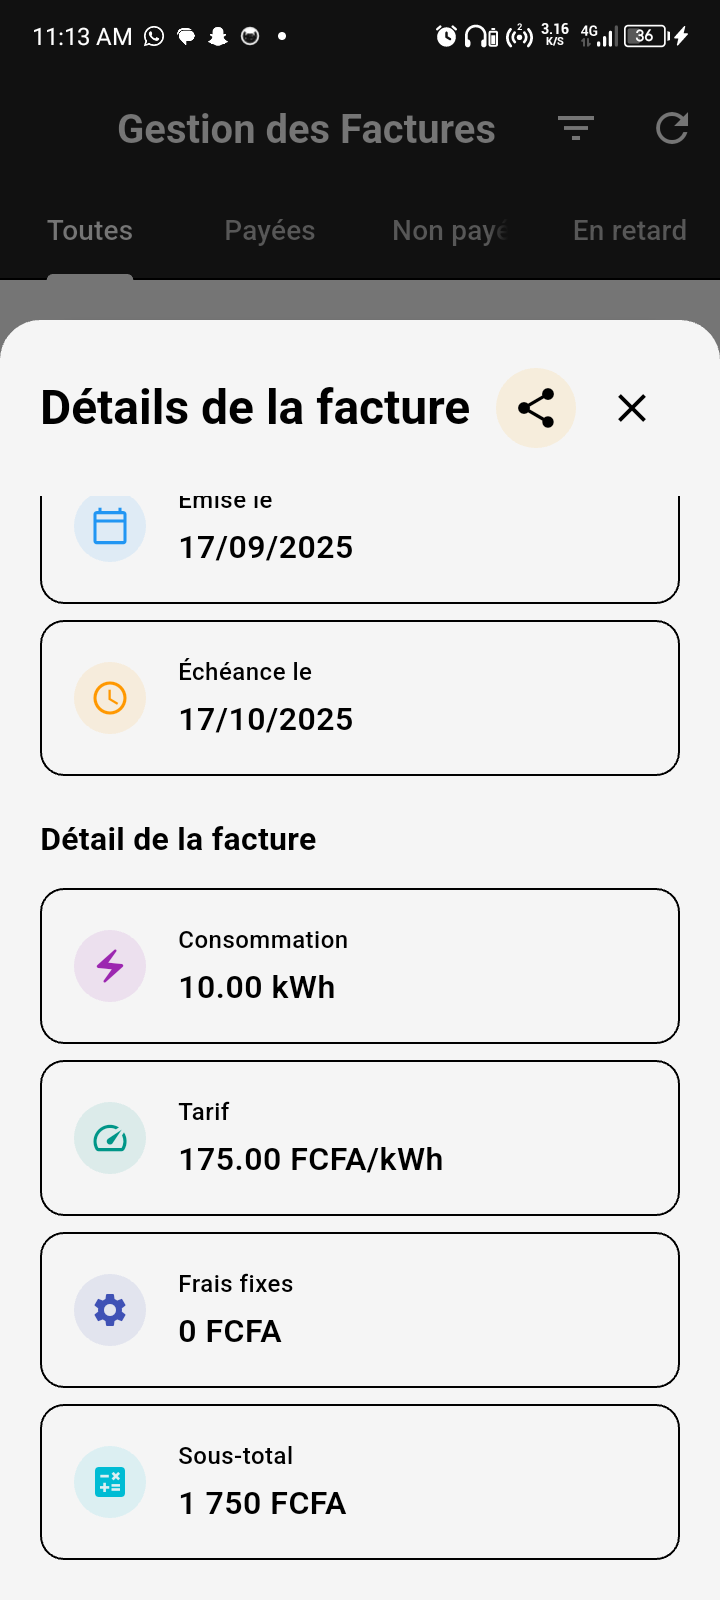 11:13 AM
3.16
K/S
4G
36
2
Gestion des Factures
Toutes
Payées
Non payé
En retard
Détails de la facture
Émise le
17/09/2025
Échéance le
17/10/2025
Détail de la facture
Consommation
10.00 kWh
Tarif
175.00 FCFA/kWh
Frais fixes
0 FCFA
Sous-total
1 750 FCFA